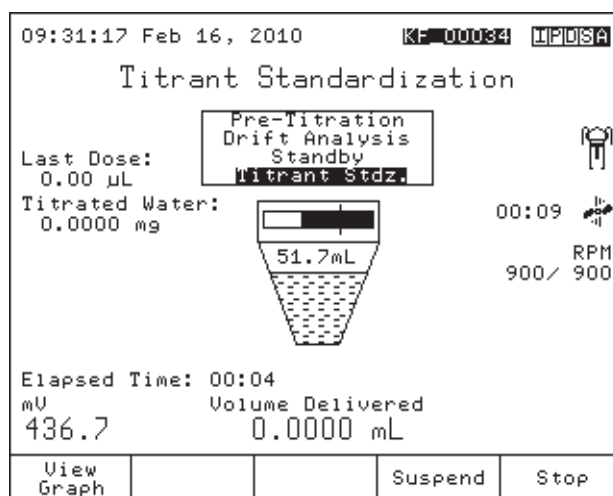 09:31:17 Feb 16, 2010 KF 00034 IPDSA
Titrant Standardization
Pre-Titration
Drift Analysis
Standby
Titrant Stdz.
Last Dose:
0.00 µL
Titrated Water:
0.0000 mg
00:09
51.7mL
RPM
900/ 900
Elapsed Time: 00:04
mV
436.7
Volume Delivered
0.0000 mL
View
Graph
Suspend
Stop